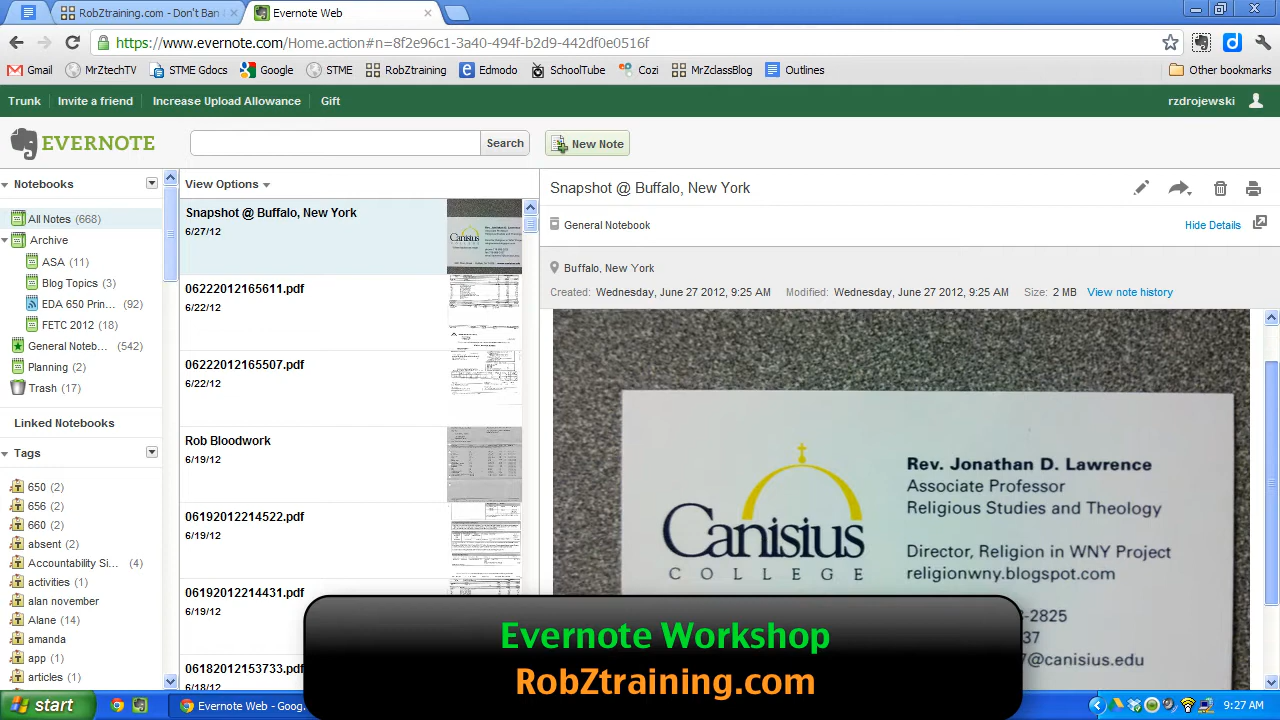 RobZtraining.com - Don't Ban
Evernote Web
https://www.evernote.com/Home.action#n=8f2e96c1-3a40-494f-b2d9-442df0e0516f
Gmail MrZtechTV STME Gdocs Google STME RobZtraining Edmodo SchoolTube Cozi MrZclassBlog Outlines Other bookmarks
Trunk Invite a friend Increase Upload Allowance Gift rzdrojewski
EVERNOTE Search New Note
Notebooks
All Notes (668)
Archive
ASA (11)
Blog Topics (3)
EDA 650 Prin... (92)
FETC 2012 (18)
General Noteb... (542)
Planning (2)
Trash (17)
Linked Notebooks
Tags
650 (2)
656 (2)
660 (2)
absent (2)
Accountability Si... (4)
activities (1)
alan november
Alane (14)
amanda
app (1)
articles (1)
View Options
Snapshot @ Buffalo, New York
6/27/12
06222012165611.pdf
6/22/12
06222012165507.pdf
6/22/12
Rob Bloodwork
6/19/12
06192012214522.pdf
6/19/12
06192012214431.pdf
6/19/12
06182012153733.pdf
6/18/12
Snapshot @ Buffalo, New York
General Notebook Hide Details
Buffalo, New York
Created: Wednesday, June 27 2012, 9:25 AM Modified: Wednesday, June 27 2012, 9:25 AM Size: 2 MB View note history
Canisius
COLLEGE
Rev. Jonathan D. Lawrence
Associate Professor
Religious Studies and Theology
Director, Religion in WNY Project
religionwny.blogspot.com
-2825
37
7@canisius.edu
Evernote Workshop
RobZtraining.com
start Evernote Web - Goog... 9:27 AM